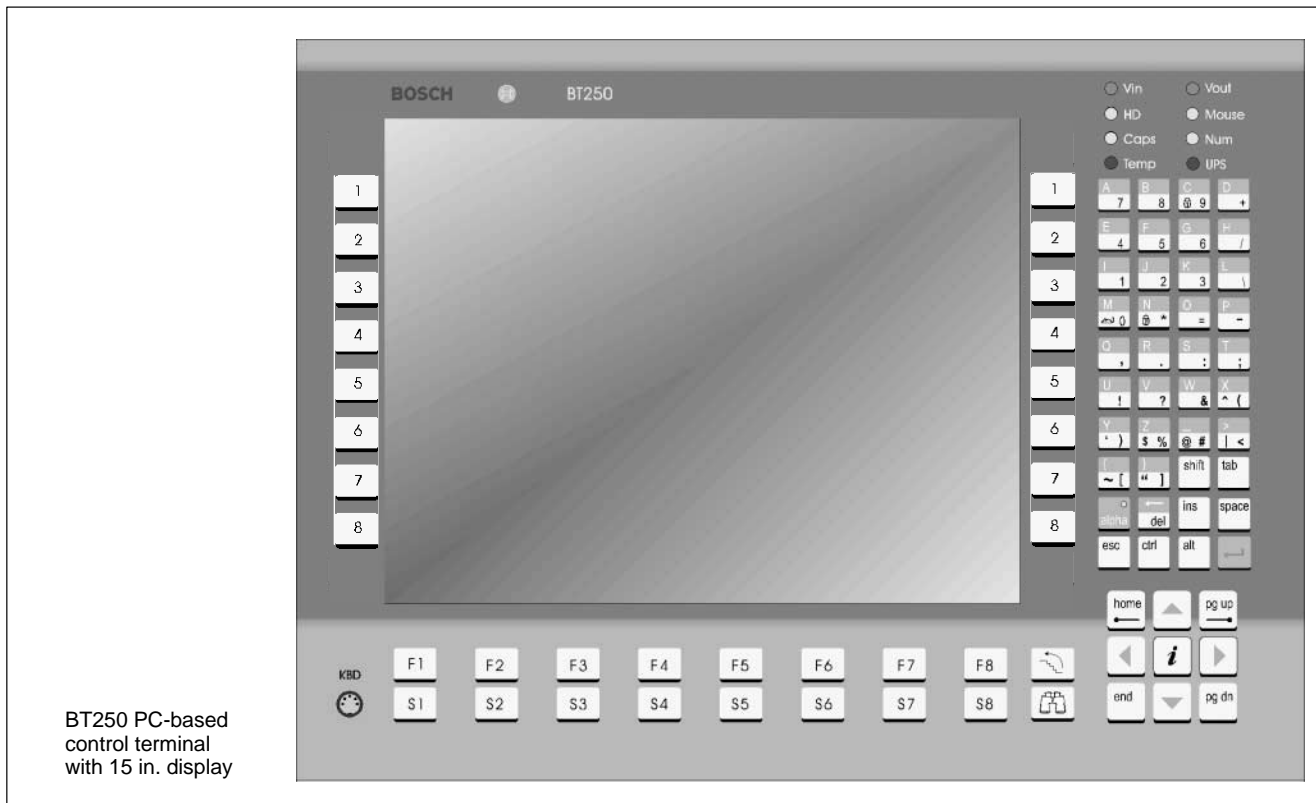 BOSCH BT250
Vin Vout
HD Mouse
Caps Num
Temp UPS
1 1
2 2
3 3
4 4
5 5
6 6
7 7
8 8
A 7 B 8 C 9 D +
E 4 F 5 G 6 H /
I 1 J 2 K 3 L \
M 0 N * O = P -
Q , R . S : T ;
U ! V ? W & X ^ (
Y ' ) Z $ % _ @ # > | <
{ ~ [ } " ] shift tab
alpha del ins space
esc ctrl alt
home pg up
i
end pg dn
KBD
F1 F2 F3 F4 F5 F6 F7 F8
S1 S2 S3 S4 S5 S6 S7 S8
BT250 PC-based
control terminal
with 15 in. display